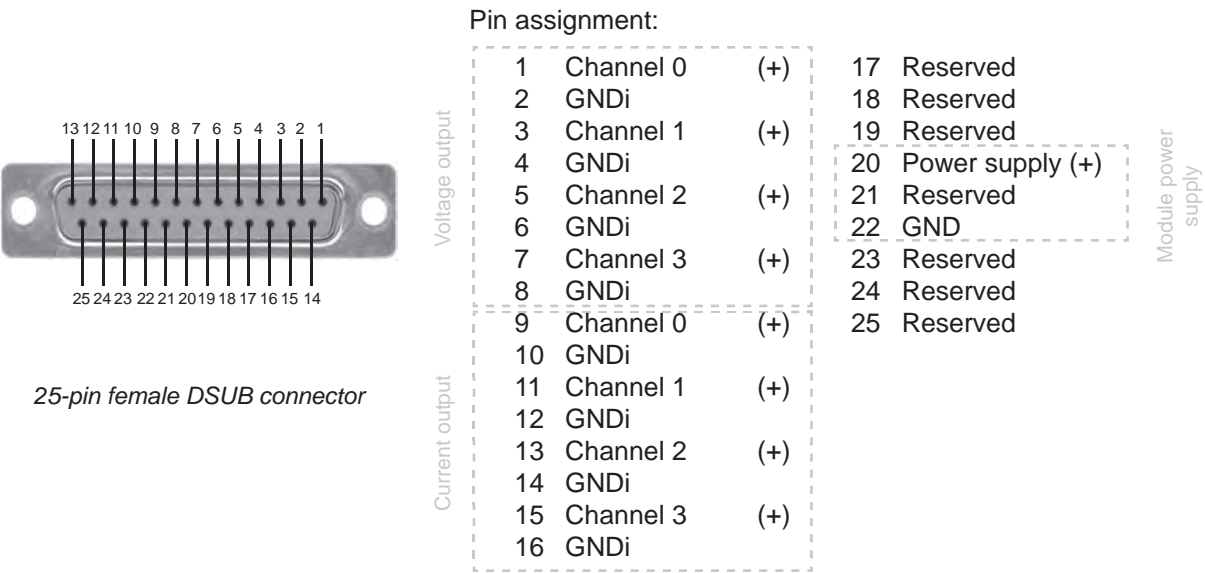 Pin assignment:
13 12 11 10 9 8 7 6 5 4 3 2 1
25 24 23 22 21 20 19 18 17 16 15 14
25-pin female DSUB connector
Voltage output
1 Channel 0 (+)
2 GNDi
3 Channel 1 (+)
4 GNDi
5 Channel 2 (+)
6 GNDi
7 Channel 3 (+)
8 GNDi
Current output
9 Channel 0 (+)
10 GNDi
11 Channel 1 (+)
12 GNDi
13 Channel 2 (+)
14 GNDi
15 Channel 3 (+)
16 GNDi
17 Reserved
18 Reserved
19 Reserved
20 Power supply (+)
21 Reserved
22 GND
23 Reserved
24 Reserved
25 Reserved
Module power
supply